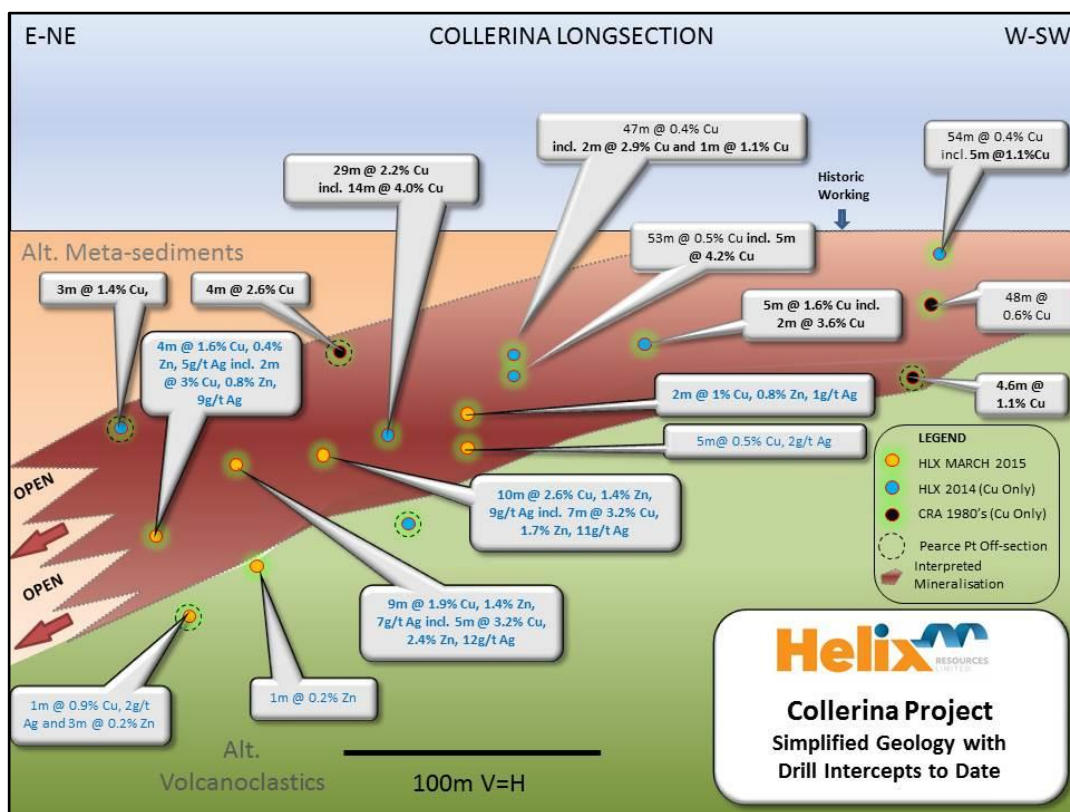 E-NE
COLLERINA LONGSECTION
W-SW
47m @ 0.4% Cu
incl. 2m @ 2.9% Cu and 1m @ 1.1% Cu
54m @ 0.4% Cu
incl. 5m @1.1%Cu
29m @ 2.2% Cu
incl. 14m @ 4.0% Cu
Historic
Working
Alt. Meta-sediments
53m @ 0.5% Cu incl. 5m
@ 4.2% Cu
3m @ 1.4% Cu,
4m @ 2.6% Cu
5m @ 1.6% Cu incl.
2m @ 3.6% Cu
48m @
0.6% Cu
4m @ 1.6% Cu, 0.4%
Zn, 5g/t Ag incl. 2m
@ 3% Cu, 0.8% Zn,
9g/t Ag
2m @ 1% Cu, 0.8% Zn, 1g/t Ag
4.6m @
1.1% Cu
5m@ 0.5% Cu, 2g/t Ag
LEGEND
HLX MARCH 2015
HLX 2014 (Cu Only)
CRA 1980's (Cu Only)
Pearce Pt Off-section
Interpreted
Mineralisation
OPEN
10m @ 2.6% Cu, 1.4% Zn,
9g/t Ag incl. 7m @ 3.2% Cu,
1.7% Zn, 11g/t Ag
OPEN
9m @ 1.9% Cu, 1.4% Zn,
7g/t Ag incl. 5m @ 3.2% Cu,
2.4% Zn, 12g/t Ag
1m @ 0.9% Cu, 2g/t
Ag and 3m @ 0.2% Zn
1m @ 0.2% Zn
Alt.
Volcanoclastics
100m V=H
Helix
RESOURCES
LIMITED
Collerina Project
Simplified Geology with
Drill Intercepts to Date